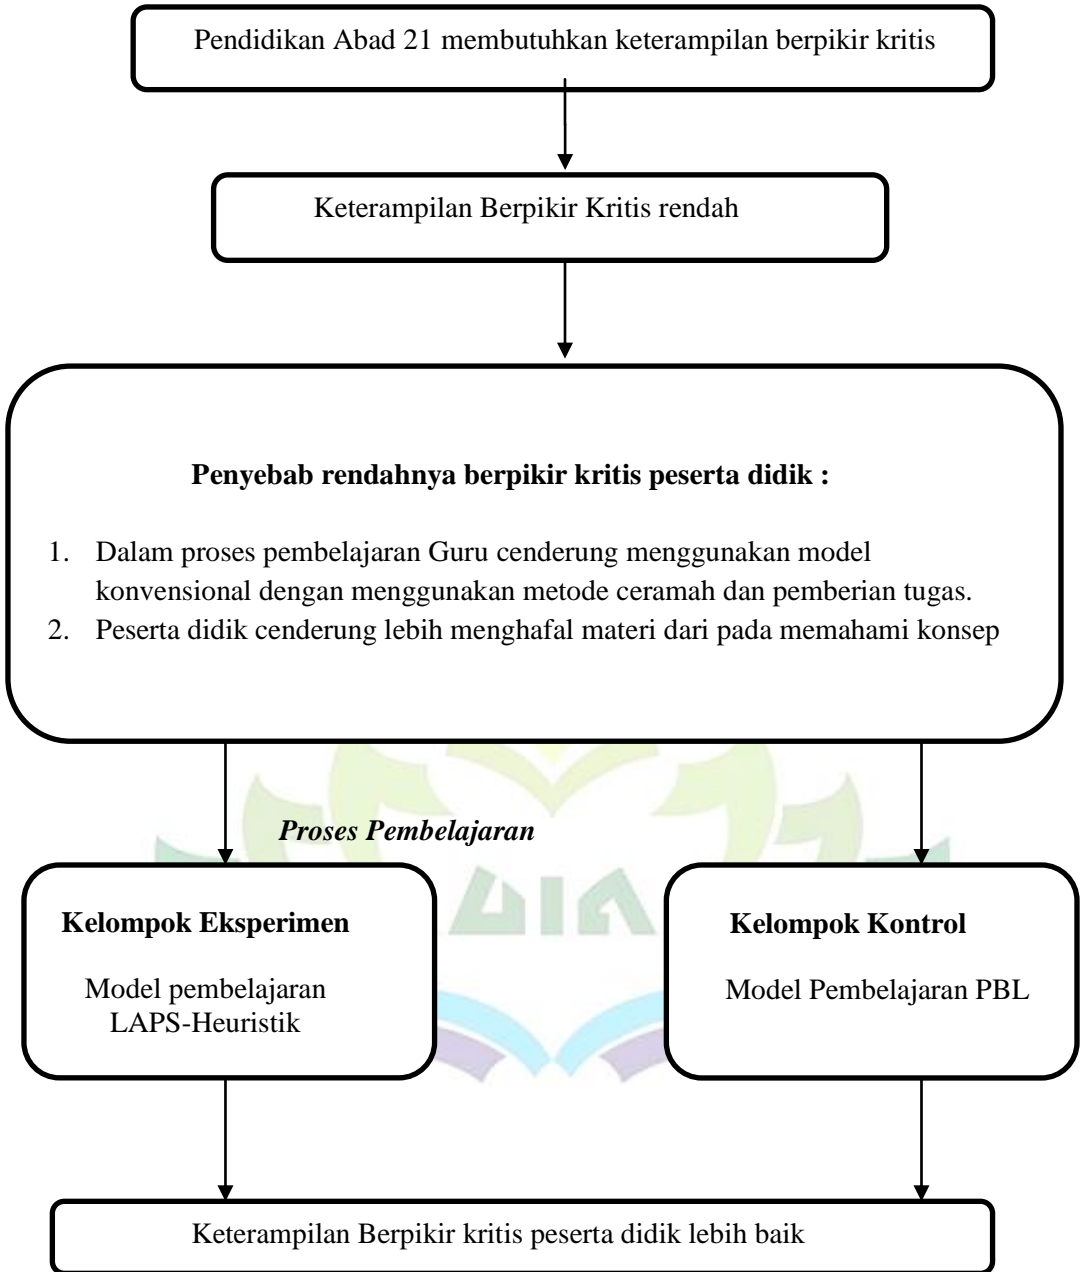 Pendidikan Abad 21 membutuhkan keterampilan berpikir kritis
Keterampilan Berpikir Kritis rendah
Penyebab rendahnya berpikir kritis peserta didik :
1. Dalam proses pembelajaran Guru cenderung menggunakan model
konvensional dengan menggunakan metode ceramah dan pemberian tugas.
2. Peserta didik cenderung lebih menghafal materi dari pada memahami konsep
Proses Pembelajaran
Kelompok Eksperimen
Model pembelajaran
LAPS-Heuristik
Kelompok Kontrol
Model Pembelajaran PBL
Keterampilan Berpikir kritis peserta didik lebih baik